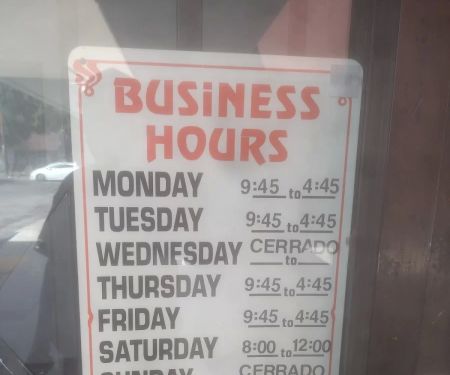 BUSiNESS
HOURS
MONDAY 9:45 to 4:45
TUESDAY 9:45 to 4:45
WEDNESDAY CERRADO to
THURSDAY 9:45 to 4:45
FRIDAY 9:45 to 4:45
SATURDAY 8:00 to 12:00
SUNDAY CERRADO